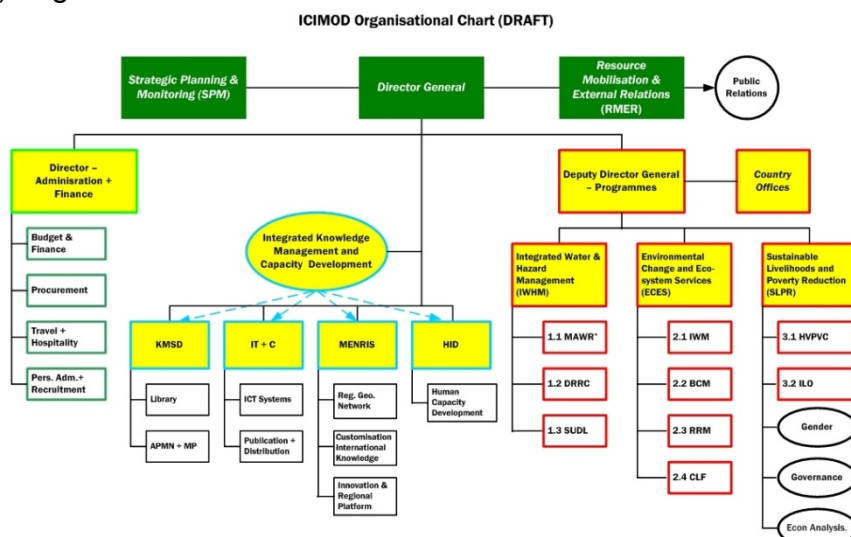 ICIMOD Organisational Chart (DRAFT)
Strategic Planning &
Monitoring (SPM)
Director General
Resource
Mobilisation &
External Relations
(RMER)
Public
Relations
Director –
Adminisration +
Finance
Deputy Director General
– Programmes
Country
Offices
Budget &
Finance
Procurement
Travel +
Hospitality
Pers. Adm.+
Recruitment
Integrated Knowledge
Management and
Capacity Development
KMSD
IT + C
MENRIS
HID
Library
APMN + MP
ICT Systems
Publication +
Distribution
Reg. Geo.
Network
Customisation
International
Knowledge
Innovation &
Regional
Platform
Human
Capacity
Development
Integrated Water &
Hazard
Management
(IWHM)
Environmental
Change and Eco-
system Services
(ECES)
Sustainable
Livelihoods and
Poverty Reduction
(SLPR)
1.1 MAWR*
1.2 DRRC
1.3 SUDL
2.1 IWM
2.2 BCM
2.3 RRM
2.4 CLF
3.1 HVPVC
3.2 ILO
Gender
Governance
Econ Analysis.